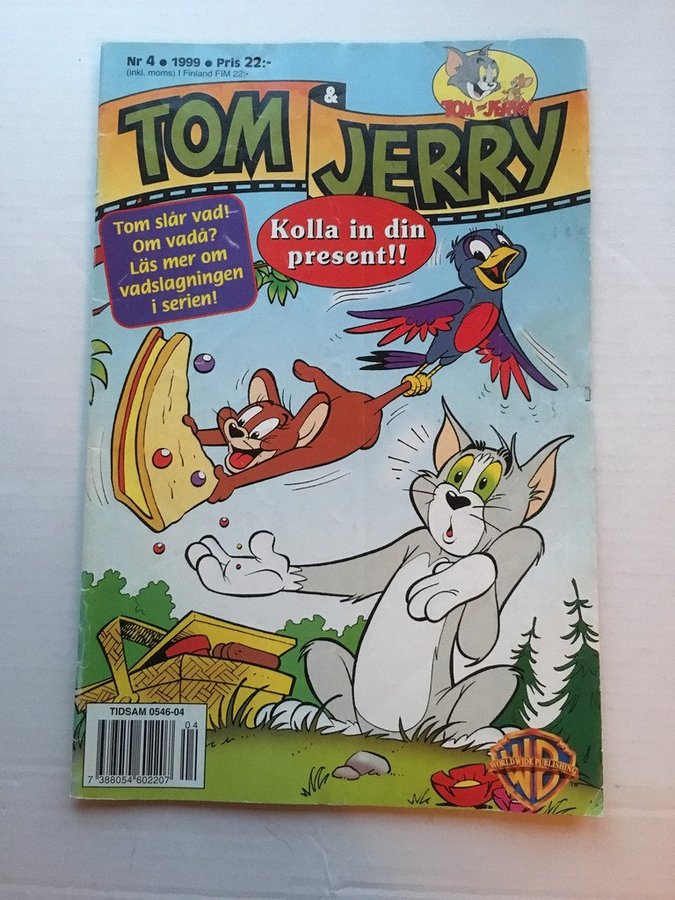 Nr 4 • 1999 • Pris 22:-
(inkl. moms) I Finland FIM 22:-
TOM AND JERRY
TOM & JERRY
Tom slår vad!
Om vadå?
Läs mer om
vadslagningen
i serien!
Kolla in din
present!!
TIDSAM 0546-04
04
7 388054 602207
WB
WORLDWIDE PUBLISHING
TM